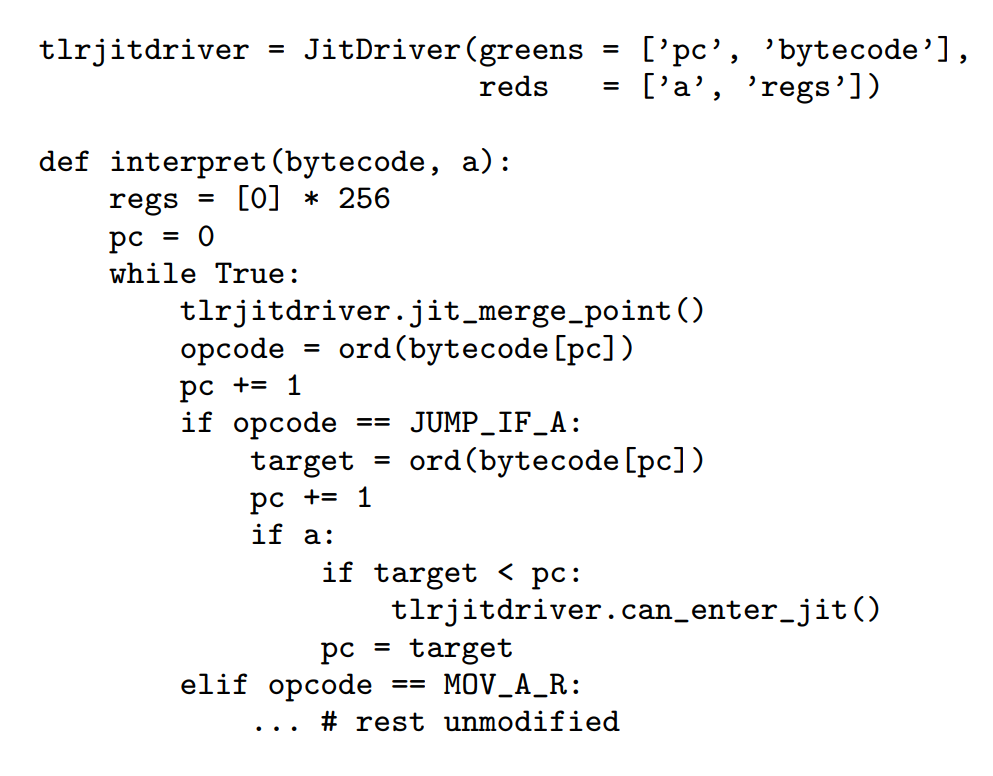 tlrjitdriver = JitDriver(greens = ['pc', 'bytecode'],
                         reds   = ['a', 'regs'])

def interpret(bytecode, a):
    regs = [0] * 256
    pc = 0
    while True:
        tlrjitdriver.jit_merge_point()
        opcode = ord(bytecode[pc])
        pc += 1
        if opcode == JUMP_IF_A:
            target = ord(bytecode[pc])
            pc += 1
            if a:
                if target < pc:
                    tlrjitdriver.can_enter_jit()
                pc = target
        elif opcode == MOV_A_R:
            ... # rest unmodified